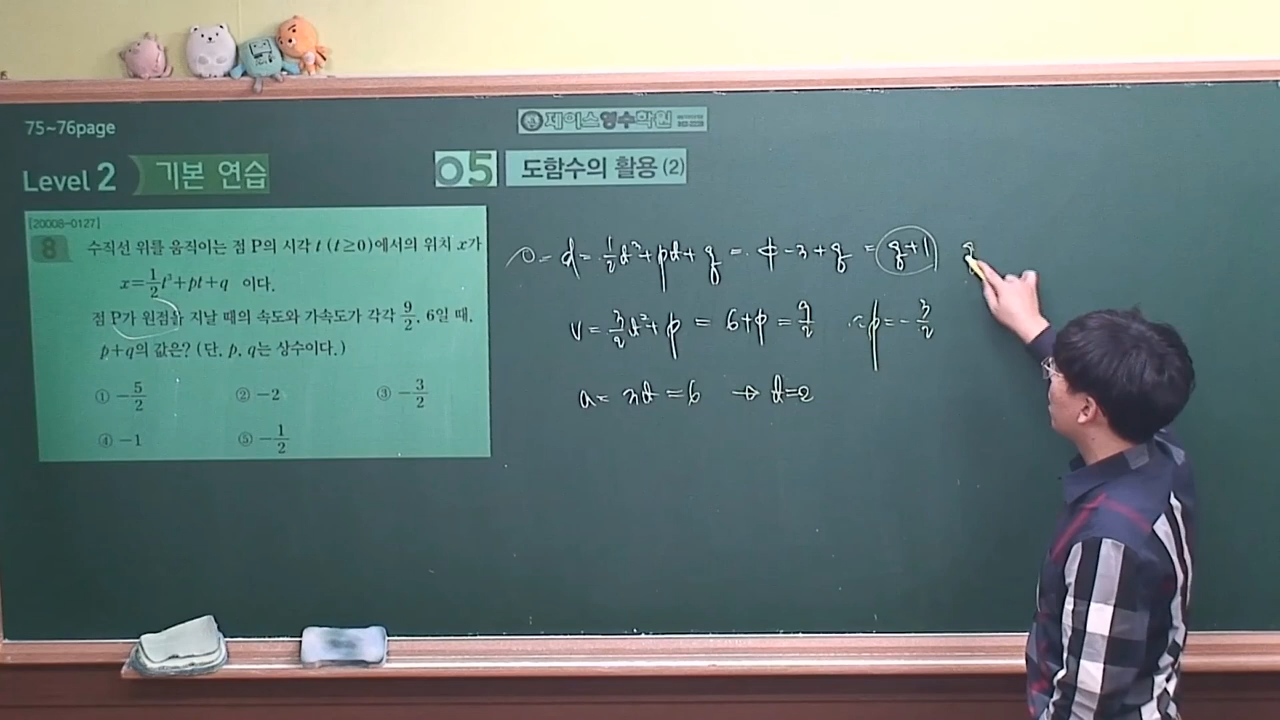 75~76page
제이스영수학원
Level 2 기본 연습
05 도함수의 활용 (2)
[20008-0127]
8 수직선 위를 움직이는 점 P의 시각 t (t≥0)에서의 위치 x가
x=1/2t³+pt+q 이다.
점 P가 원점을 지날 때의 속도와 가속도가 각각 9/2, 6일 때,
p+q의 값은? (단, p, q는 상수이다.)
① -5/2 ② -2 ③ -3/2
④ -1 ⑤ -1/2
0= x = 1/2t³+pt+q = 4-3+q = q+1 q
v = 3/2t²+p = 6+p = 9/2 ∴ p=-3/2
a= 3t =6 → t=2